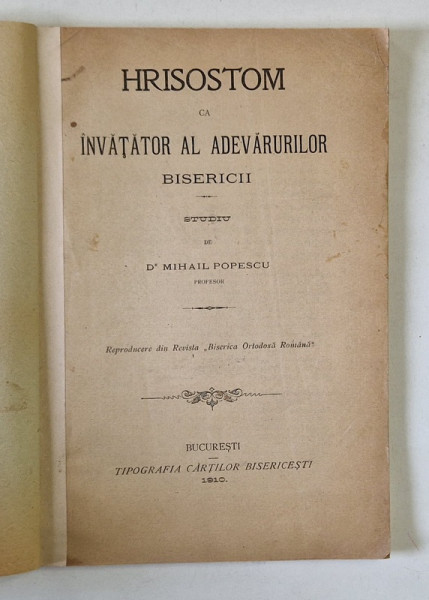 HRISOSTOM
CA
ÎNVĂȚĂTOR AL ADEVĂRURILOR
BISERICII
STUDIU
DE
Dr MIHAIL POPESCU
PROFESOR
Reproducere din Revista „Biserica Ortodoxă Română“
BUCUREȘTI
TIPOGRAFIA CĂRȚILOR BISERICEȘTI
1910.